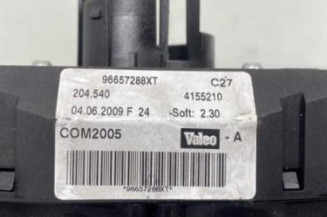 96657288XT C27
204.540 4155210
04.06.2009 F 24 -Soft: 2.30
COM2005 Valeo - A
*96657288XT*